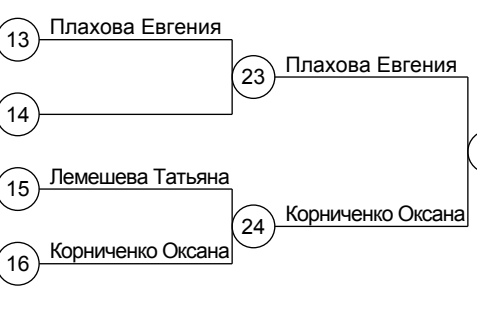 13 Плахова Евгения
23 Плахова Евгения
14
15 Лемешева Татьяна
24 Корниченко Оксана
16 Корниченко Оксана